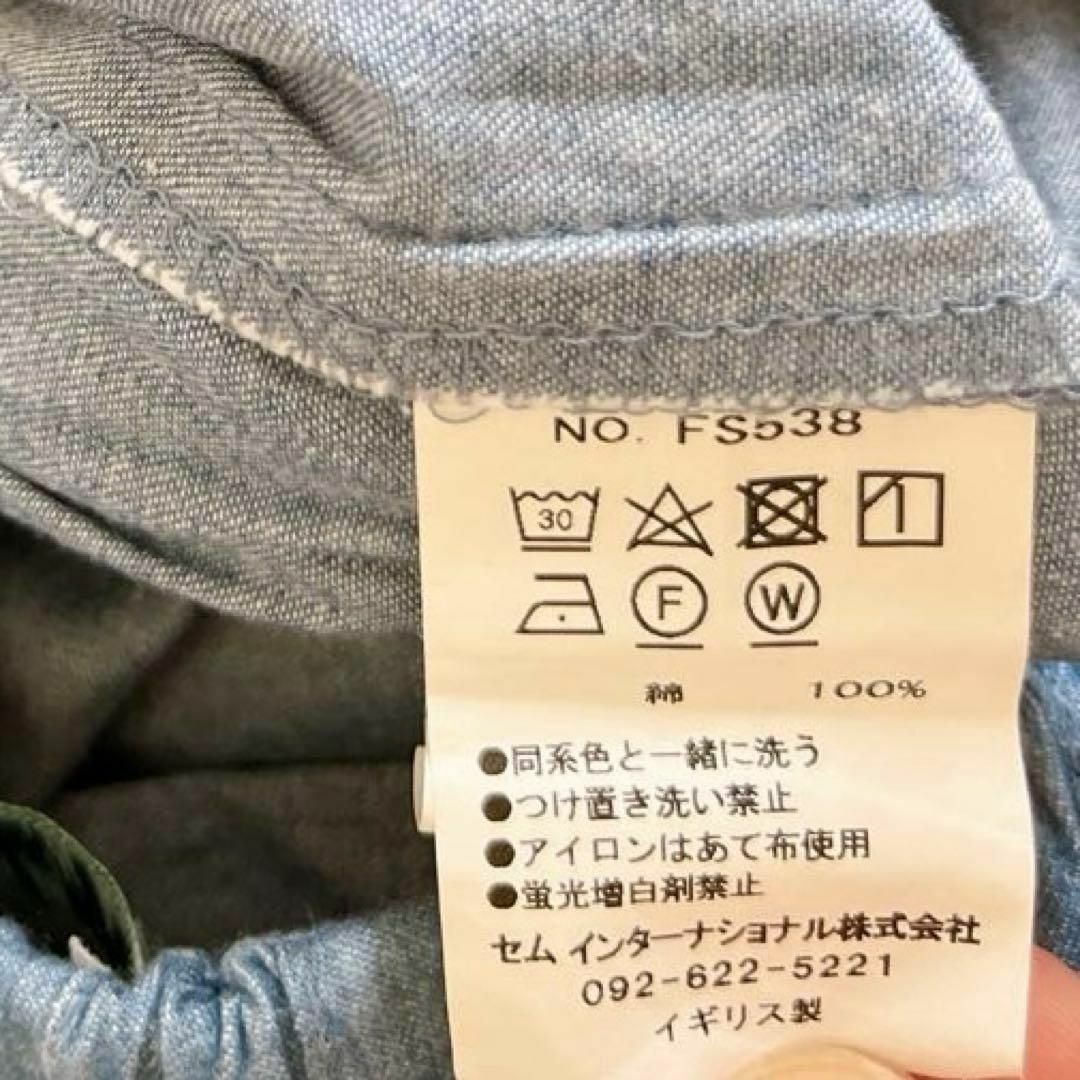 NO. FS538
30
F W
綿 100%
●同系色と一緒に洗う
●つけ置き洗い禁止
●アイロンはあて布使用
●蛍光増白剤禁止
セム インターナショナル株式会社
092-622-5221
イギリス製